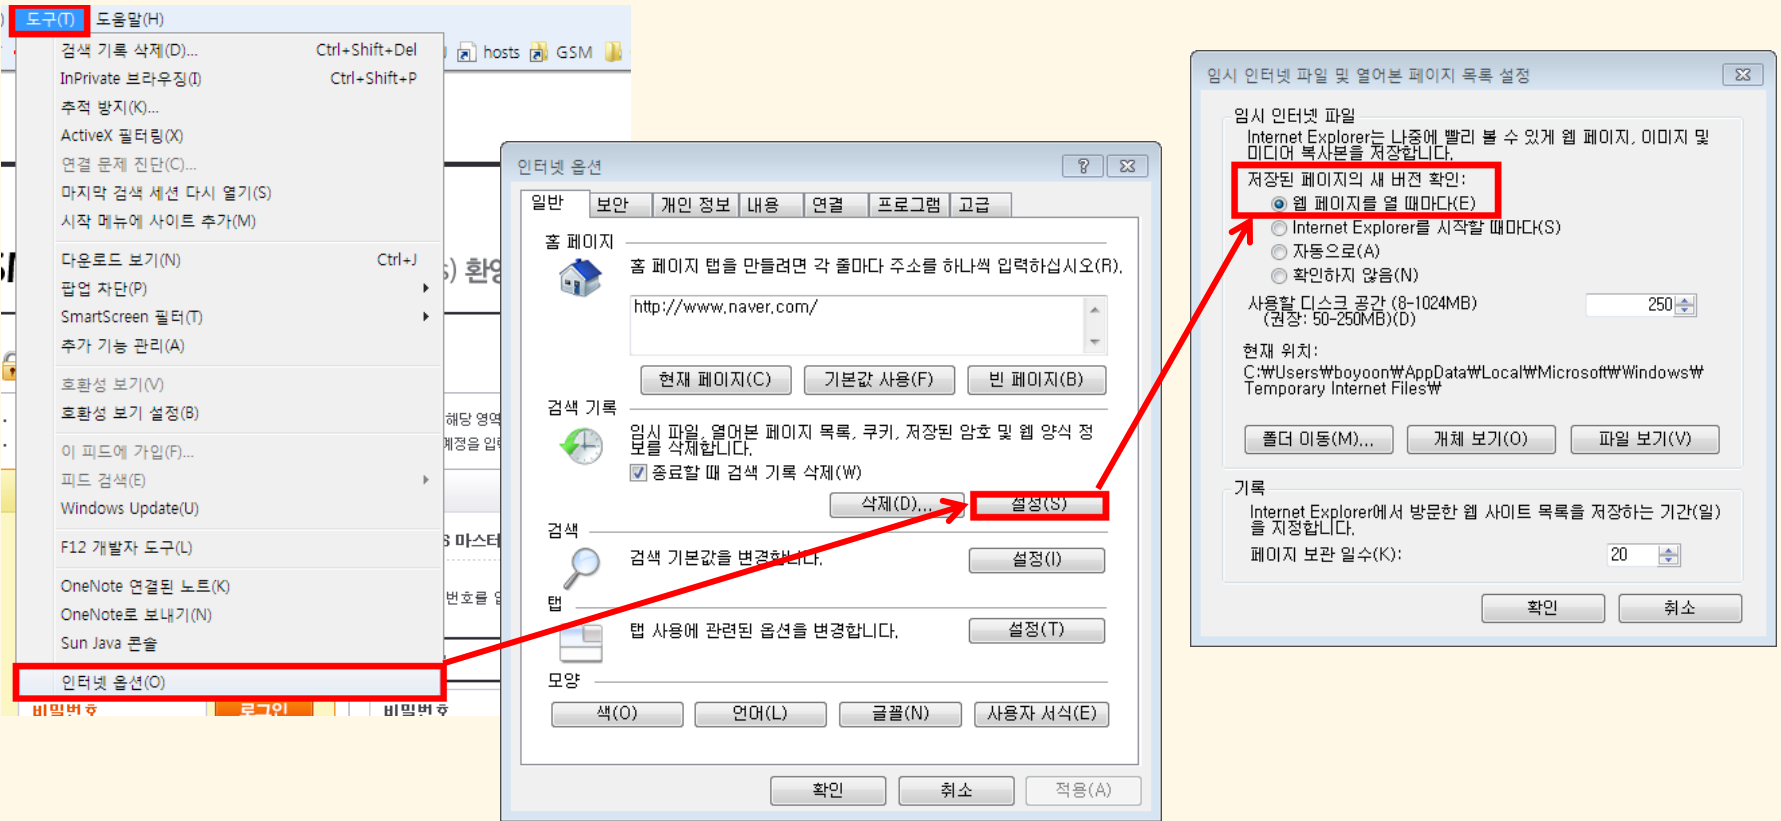 도구(T) 도움말(H)
검색 기록 삭제(D)... Ctrl+Shift+Del
InPrivate 브라우징(I) Ctrl+Shift+P
추적 방지(K)...
ActiveX 필터링(X)
연결 문제 진단(C)...
마지막 검색 세션 다시 열기(S)
시작 메뉴에 사이트 추가(M)
다운로드 보기(N) Ctrl+J
팝업 차단(P)
SmartScreen 필터(T)
추가 기능 관리(A)
호환성 보기(V)
호환성 보기 설정(B)
이 피드에 가입(F)...
피드 검색(E)
Windows Update(U)
F12 개발자 도구(L)
OneNote 연결된 노트(K)
OneNote로 보내기(N)
Sun Java 콘솔
인터넷 옵션(O)
비밀번호 로그인 비밀번호
hosts GSM
해당 영역
번호를
인터넷 옵션
일반 보안 개인 정보 내용 연결 프로그램 고급
홈 페이지
홈 페이지 탭을 만들려면 각 줄마다 주소를 하나씩 입력하십시오(R).
http://www.naver.com/
현재 페이지(C) 기본값 사용(F) 빈 페이지(B)
검색 기록
임시 파일, 열어본 페이지 목록, 쿠키, 저장된 암호 및 웹 양식 정
보를 삭제합니다.
종료할 때 검색 기록 삭제(W)
삭제(D)... 설정(S)
검색
검색 기본값을 변경합니다. 설정(I)
탭
탭 사용에 관련된 옵션을 변경합니다. 설정(T)
모양
색(O) 언어(L) 글꼴(N) 사용자 서식(E)
확인 취소 적용(A)
임시 인터넷 파일 및 열어본 페이지 목록 설정
임시 인터넷 파일
Internet Explorer는 나중에 빨리 볼 수 있게 웹 페이지, 이미지 및
미디어 복사본을 저장합니다.
저장된 페이지의 새 버전 확인:
웹 페이지를 열 때마다(E)
Internet Explorer를 시작할 때마다(S)
자동으로(A)
확인하지 않음(N)
사용할 디스크 공간 (8-1024MB) 250
(권장: 50-250MB)(D)
현재 위치:
C:₩Users₩boyoon₩AppData₩Local₩Microsoft₩Windows₩
Temporary Internet Files₩
폴더 이동(M)... 개체 보기(O) 파일 보기(V)
기록
Internet Explorer에서 방문한 웹 사이트 목록을 저장하는 기간(일)
을 지정합니다.
페이지 보관 일수(K): 20
확인 취소